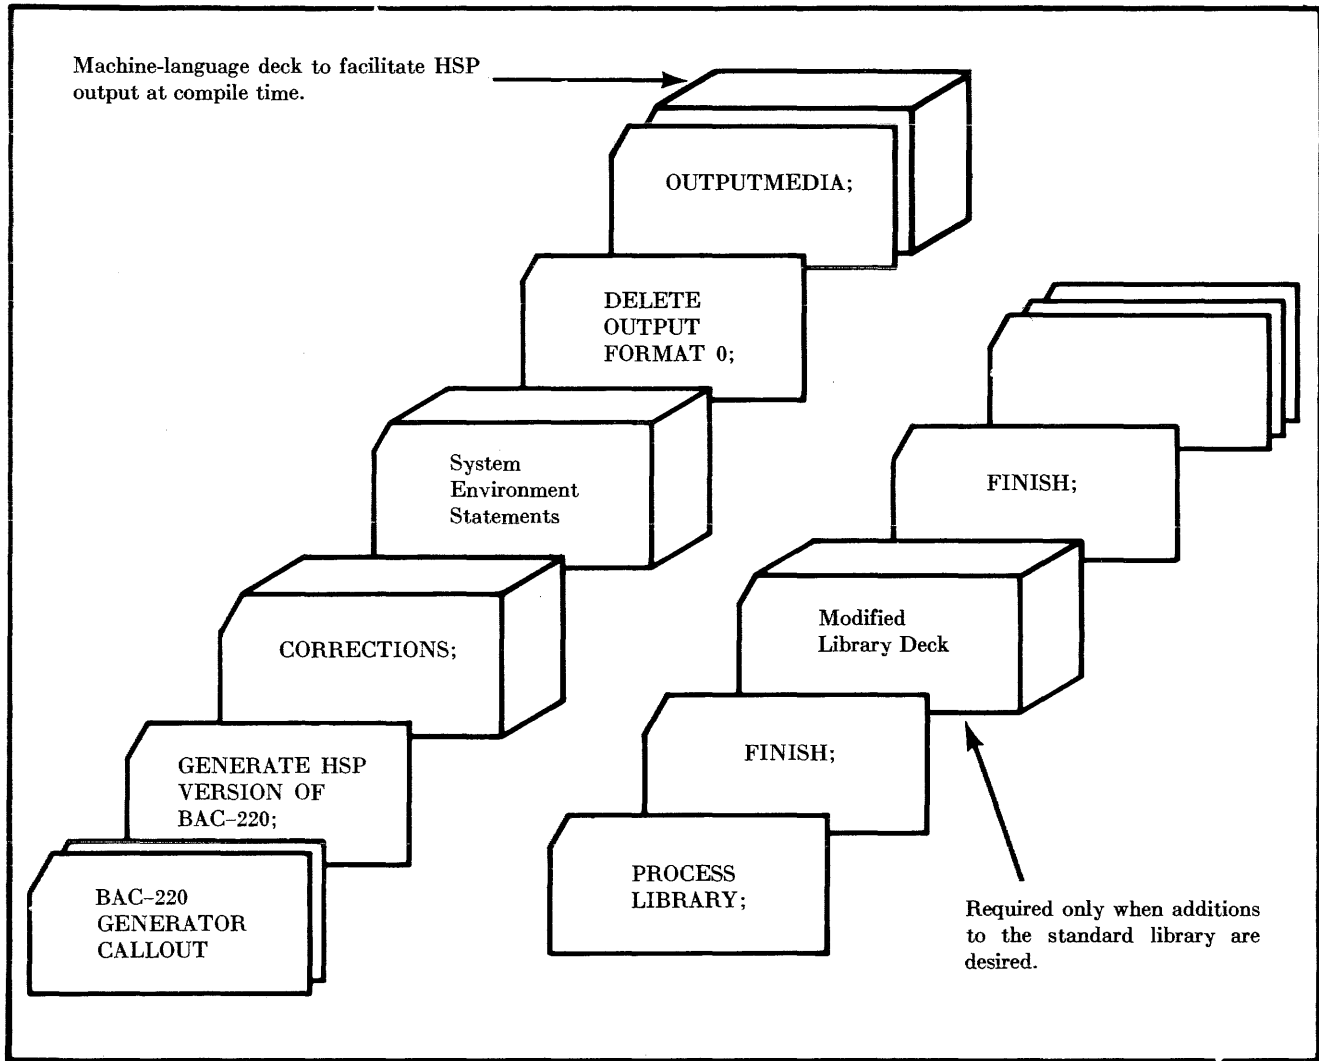 Machine-language deck to facilitate HSP
output at compile time.
OUTPUTMEDIA;
DELETE
OUTPUT
FORMAT 0;
System
Environment
Statements
CORRECTIONS;
GENERATE HSP
VERSION OF
BAC-220;
BAC-220
GENERATOR
CALLOUT
FINISH;
Modified
Library Deck
FINISH;
PROCESS
LIBRARY;
Required only when additions
to the standard library are
desired.